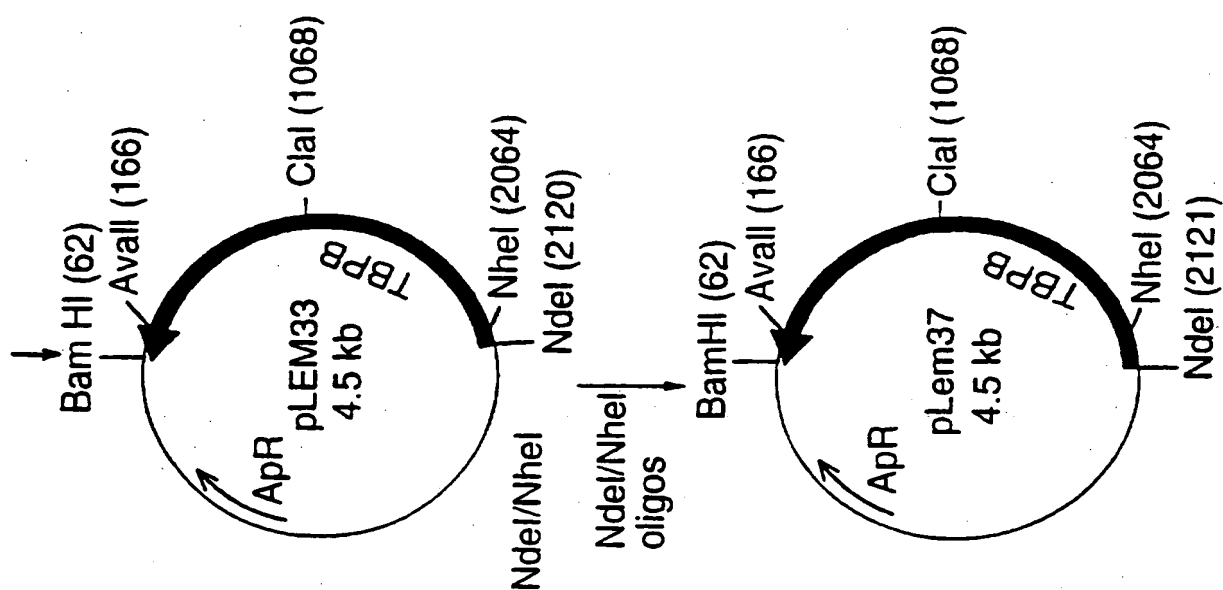 Bam HI (62)
AvaII (166)
ClaI (1068)
TBPB
pLEM33
4.5 kb
ApR
NheI (2064)
NdeI (2120)
NdeI/NheI
NdeI/NheI
oligos
BamHI (62)
AvaII (166)
ClaI (1068)
TBPB
pLem37
4.5 kb
ApR
NheI (2064)
NdeI (2121)